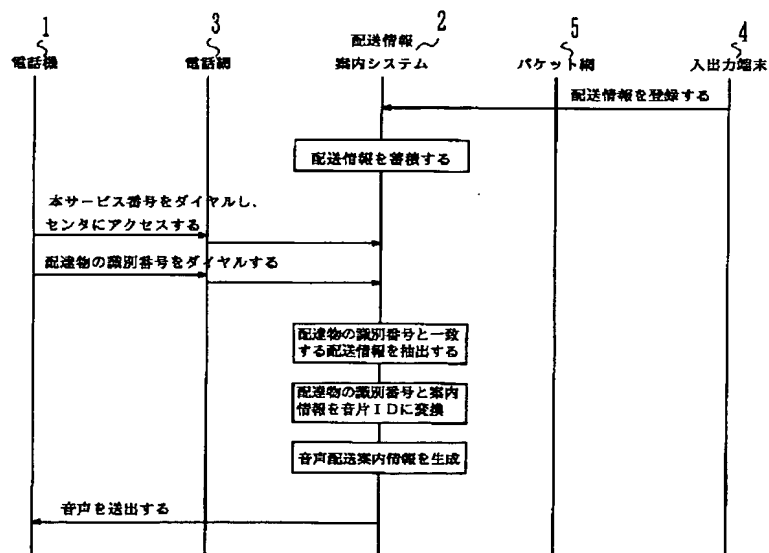 1
電話機
3
電話網
2
配送情報
案内システム
5
パケット網
4
入出力端末
配送情報を登録する
配送情報を蓄積する
本サービス番号をダイヤルし、
センタにアクセスする
配達物の識別番号をダイヤルする
配達物の識別番号と一致
する配送情報を抽出する
配達物の識別番号と案内
情報を音片IDに変換
音声配送案内情報を生成
音声を送出する